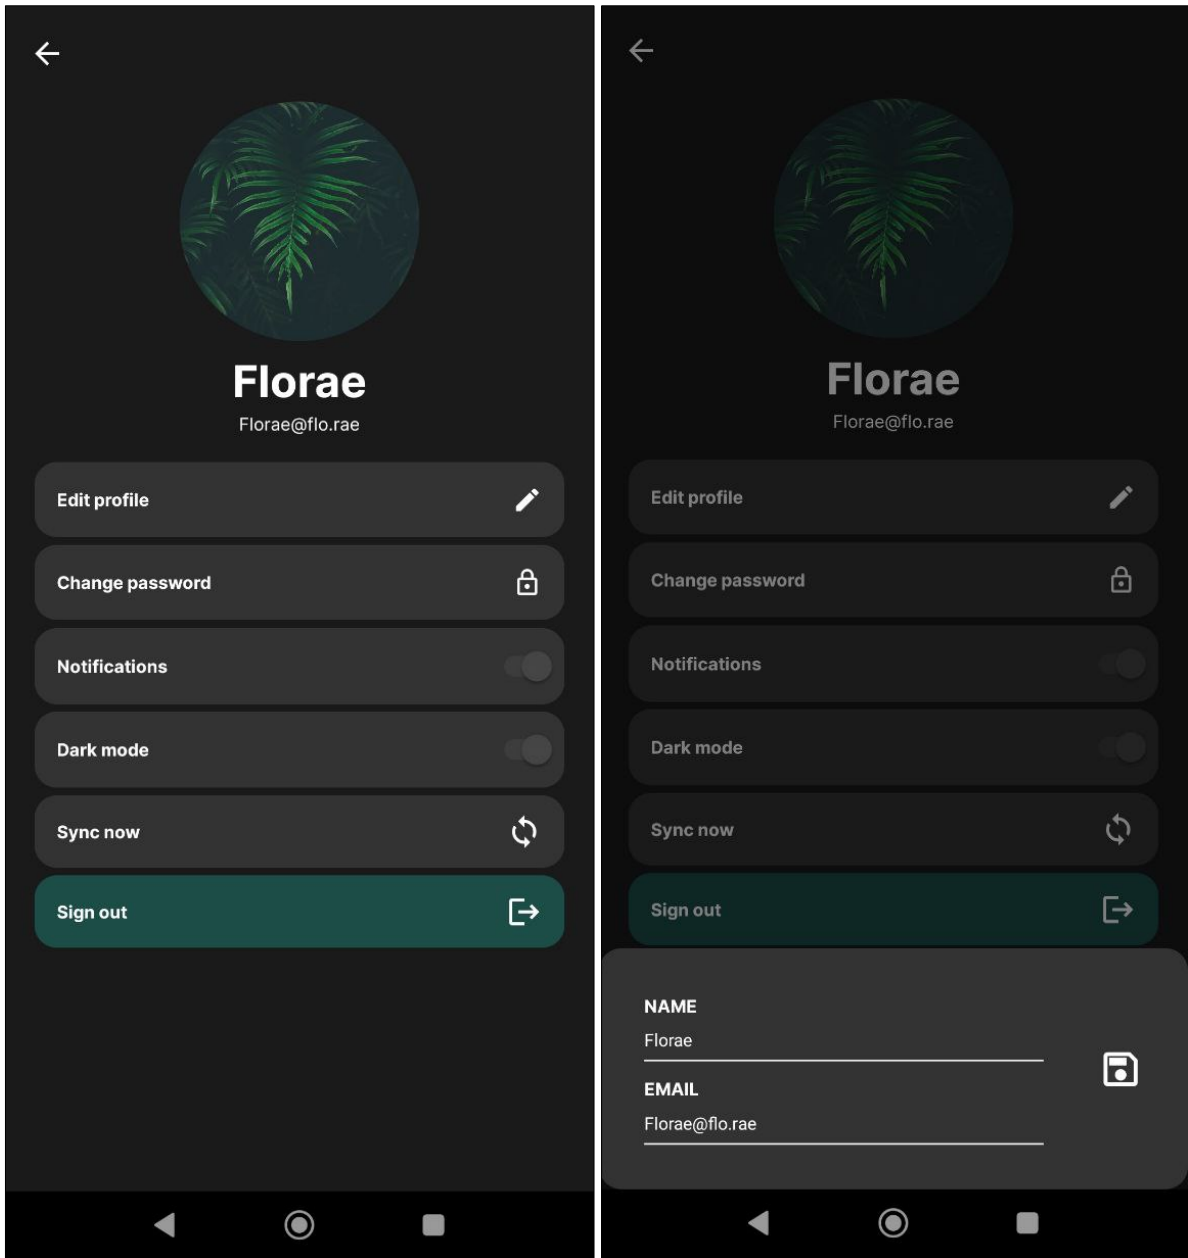 Florae
Florae@flo.rae
Edit profile
Change password
Notifications
Dark mode
Sync now
Sign out
Florae
Florae@flo.rae
Edit profile
Change password
Notifications
Dark mode
Sync now
Sign out
NAME
Florae
EMAIL
Florae@flo.rae